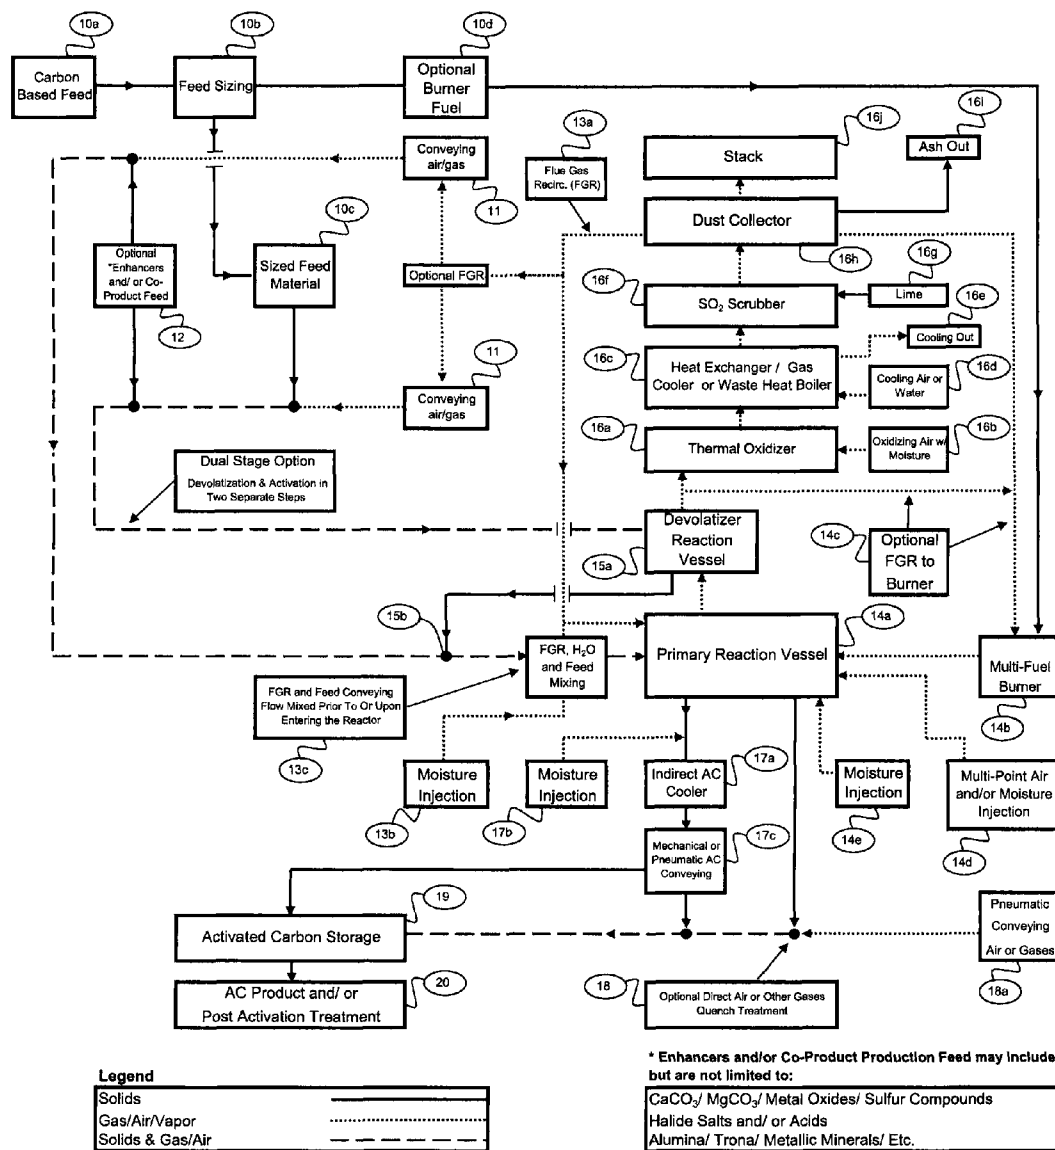 10a
10b
10d
Carbon
Based Feed
Feed Sizing
Optional
Burner
Fuel
13a
16j
16i
Conveying
air/gas
Flue Gas
Recirc. (FGR)
Stack
Ash Out
11
10c
Dust Collector
Optional
*Enhancers
and/ or Co-
Product Feed
Sized Feed
Material
Optional FGR
16h
16g
16f
SO₂ Scrubber
Lime
16e
12
11
Cooling Out
16c
Heat Exchanger / Gas
Cooler or Waste Heat Boiler
16d
Cooling Air or
Water
Conveying
air/gas
16a
16b
Thermal Oxidizer
Oxidizing Air w/
Moisture
Dual Stage Option
Devolatization & Activation in
Two Separate Steps
Devolatizer
Reaction
Vessel
14c
Optional
FGR to
Burner
15a
15b
14a
FGR, H₂O
and Feed
Mixing
Primary Reaction Vessel
Multi-Fuel
Burner
FGR and Feed Conveying
Flow Mixed Prior To Or Upon
Entering the Reactor
14b
13c
17a
Moisture
Injection
Moisture
Injection
Indirect AC
Cooler
Moisture
Injection
Multi-Point Air
and/or Moisture
Injection
13b
17b
17c
14e
Mechanical or
Pneumatic AC
Conveying
14d
19
Pneumatic
Conveying
Air or Gases
Activated Carbon Storage
20
18
18a
AC Product and/ or
Post Activation Treatment
Optional Direct Air or Other Gases
Quench Treatment
Legend
Solids
Gas/Air/Vapor
Solids & Gas/Air
* Enhancers and/or Co-Product Production Feed may include
but are not limited to:
CaCO₃/ MgCO₃/ Metal Oxides/ Sulfur Compounds
Halide Salts and/ or Acids
Alumina/ Trona/ Metallic Minerals/ Etc.